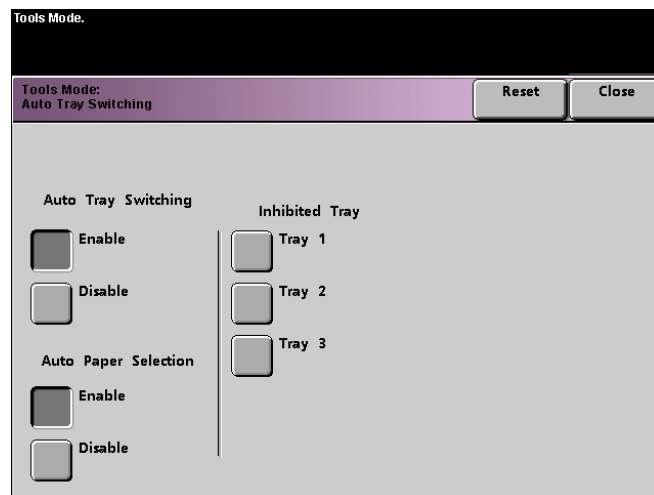 Tools Mode.
Tools Mode:
Auto Tray Switching
Reset
Close
Auto Tray Switching
Enable
Disable
Auto Paper Selection
Enable
Disable
Inhibited Tray
Tray 1
Tray 2
Tray 3